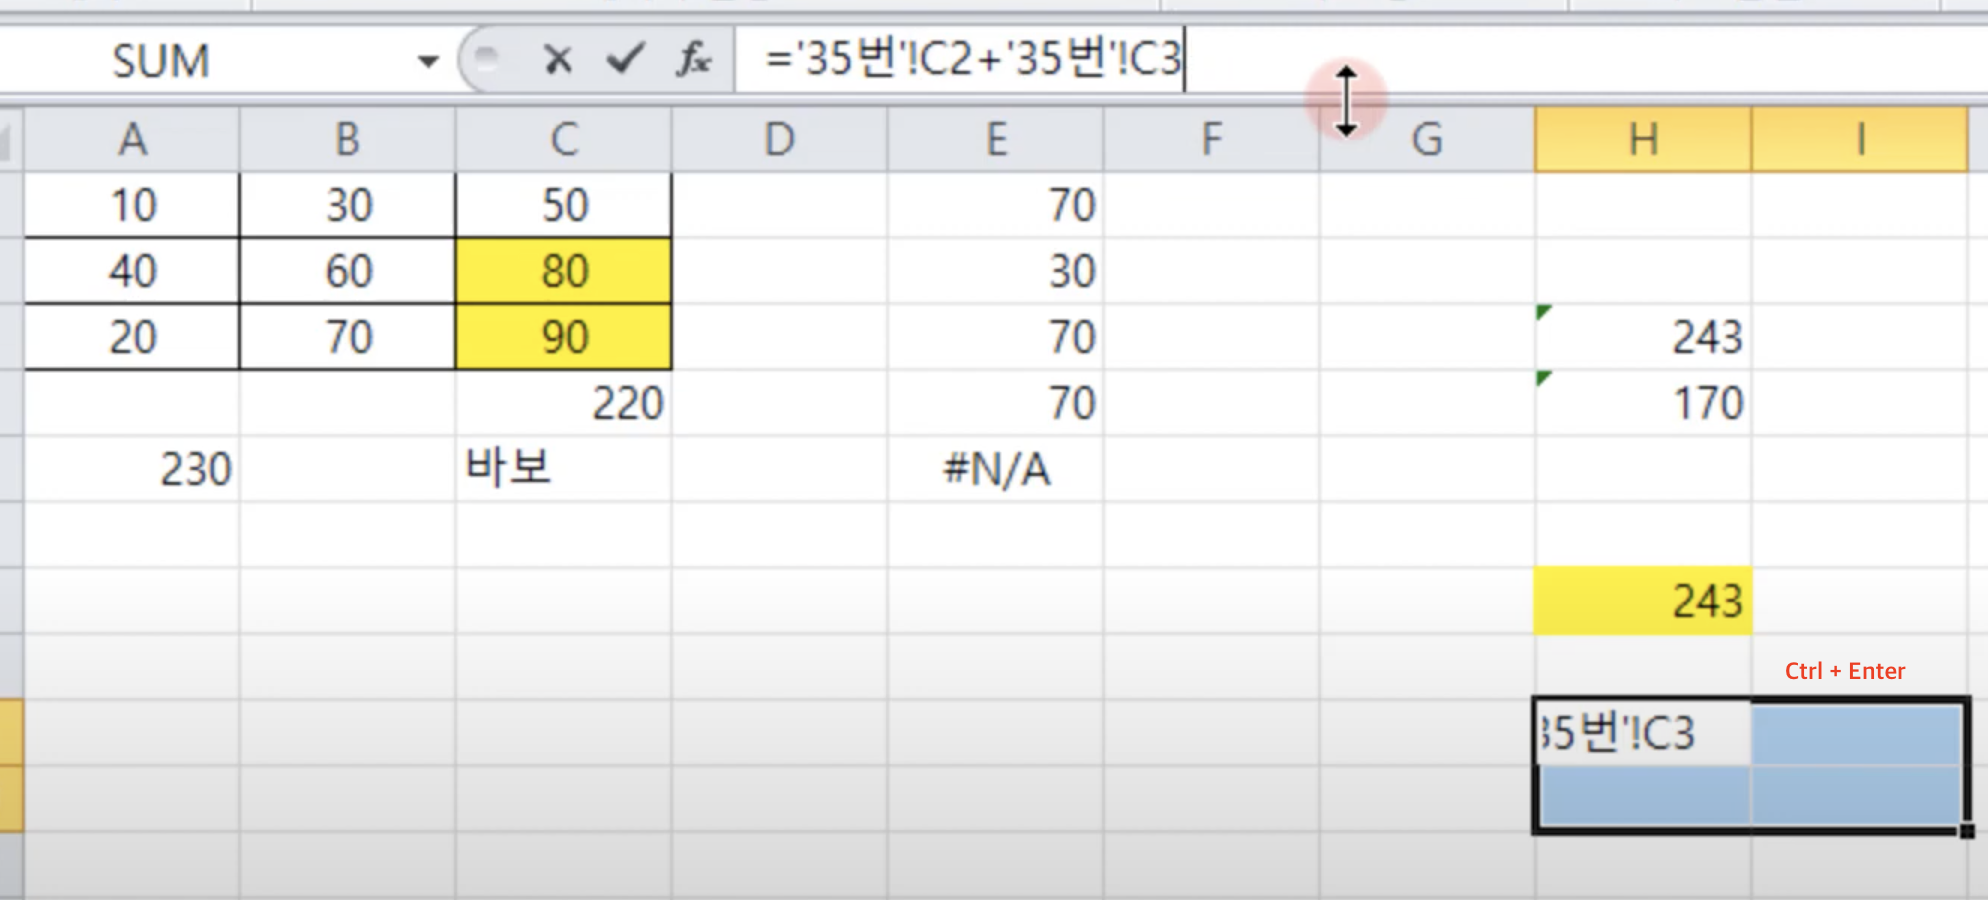 SUM ='35번'!C2+'35번'!C3
A B C D E F G H I
10 30 50 70
40 60 80 30
20 70 90 70 243
220 70 170
230 바보 #N/A
243
Ctrl + Enter
35번'!C3